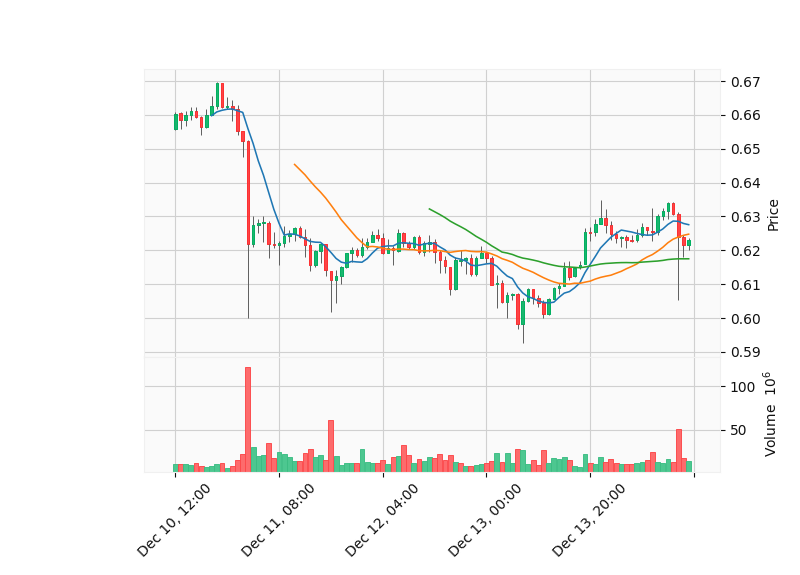 0.67
0.66
0.65
0.64
0.63
0.62
0.61
0.60
0.59
Price
100
50
Volume 10⁶
Dec 10, 12:00
Dec 11, 08:00
Dec 12, 04:00
Dec 13, 00:00
Dec 13, 20:00